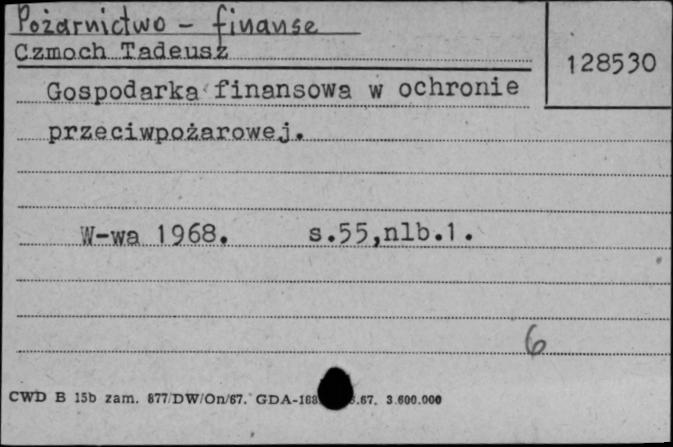 Pożarnictwo - finanse
Czmoch Tadeusz
128530
Gospodarka finansowa w ochronie
przeciwpożarowej.
W-wa 1968. s.55,nlb.1.
6
CWD B 15b zam. 877/DW/On/67. GDA-168 .67. 3.600.000